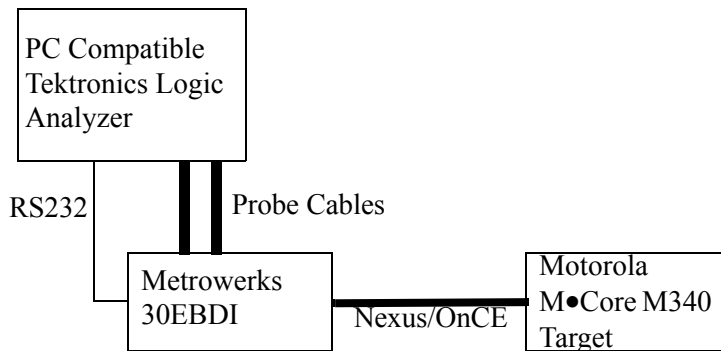 PC Compatible
Tektronics Logic
Analyzer
RS232
Probe Cables
Metrowerks
30EBDI
Nexus/OnCE
Motorola
M●Core M340
Target